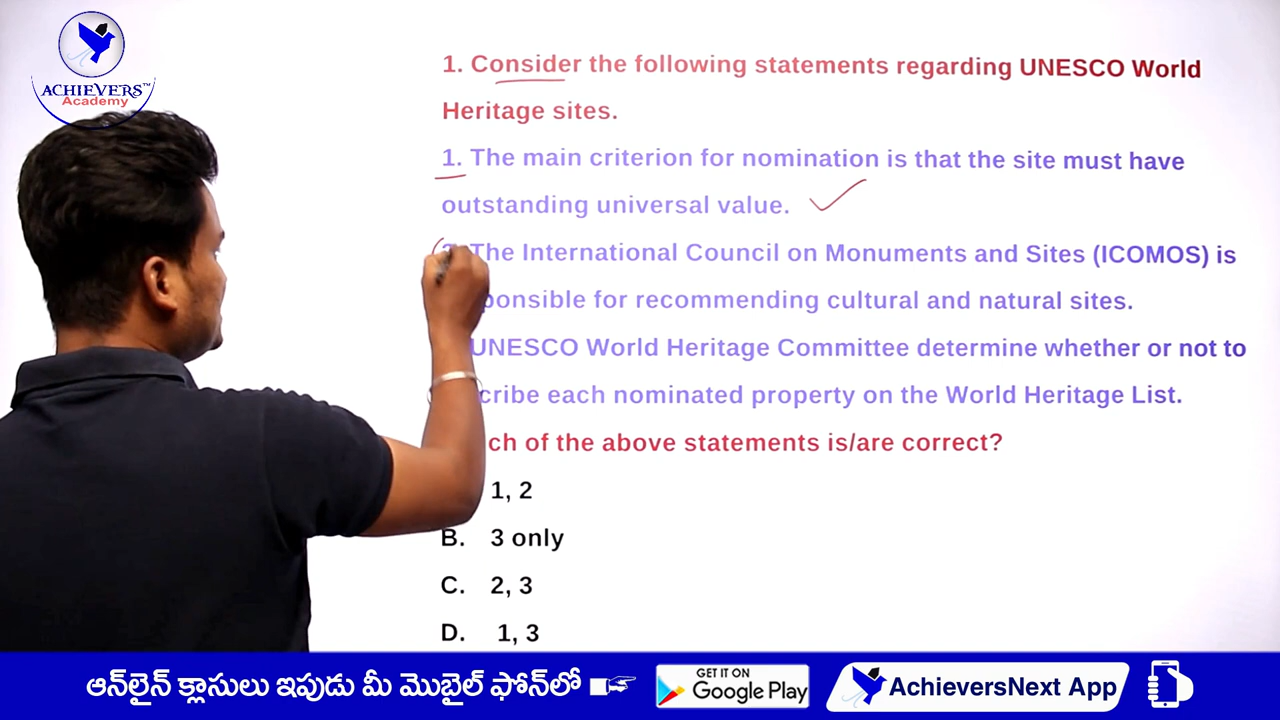 ACHIEVERS™
Academy
1. Consider the following statements regarding UNESCO World
Heritage sites.
1. The main criterion for nomination is that the site must have
outstanding universal value.
The International Council on Monuments and Sites (ICOMOS) is
ponsible for recommending cultural and natural sites.
UNESCO World Heritage Committee determine whether or not to
cribe each nominated property on the World Heritage List.
ch of the above statements is/are correct?
1, 2
B. 3 only
C. 2, 3
D. 1, 3
ఆన్‌లైన్ క్లాసులు ఇపుడు మీ మొబైల్ ఫోన్‌లో
GET IT ON
Google Play
AchieversNext App